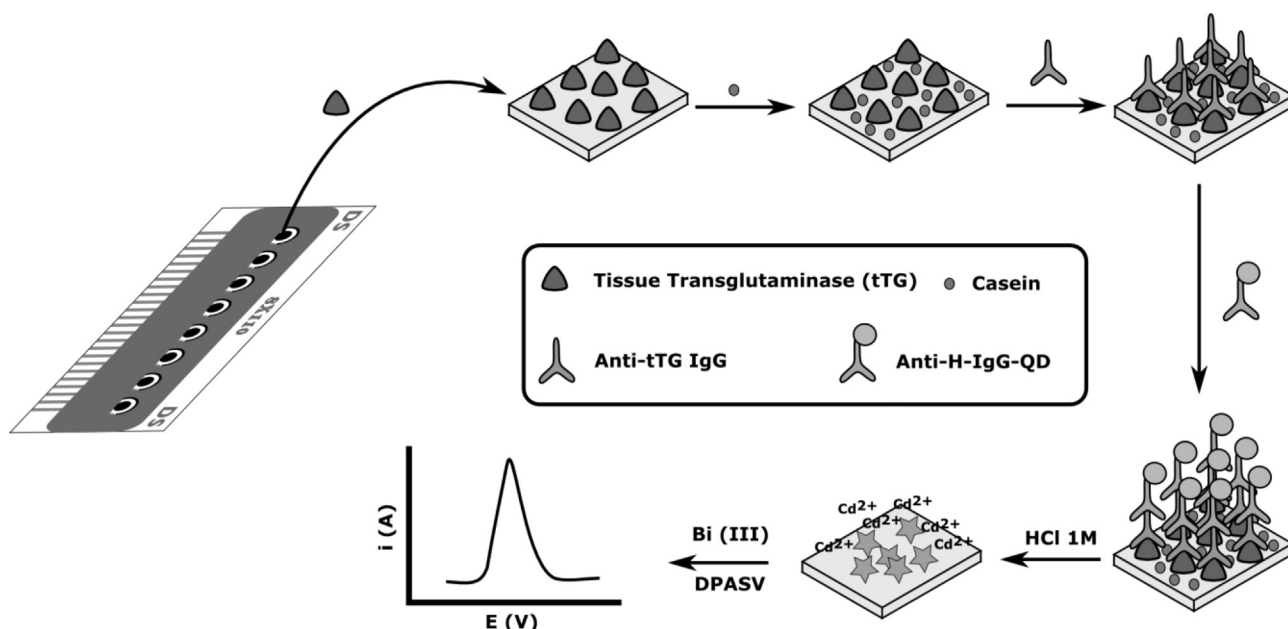 DS
8X110
DS
Tissue Transglutaminase (tTG)
Casein
Anti-tTG IgG
Anti-H-IgG-QD
HCl 1M
Cd2+
Cd2+
Cd2+
Cd2+
Cd2+
Cd2+
Bi (III)
DPASV
i (A)
E (V)